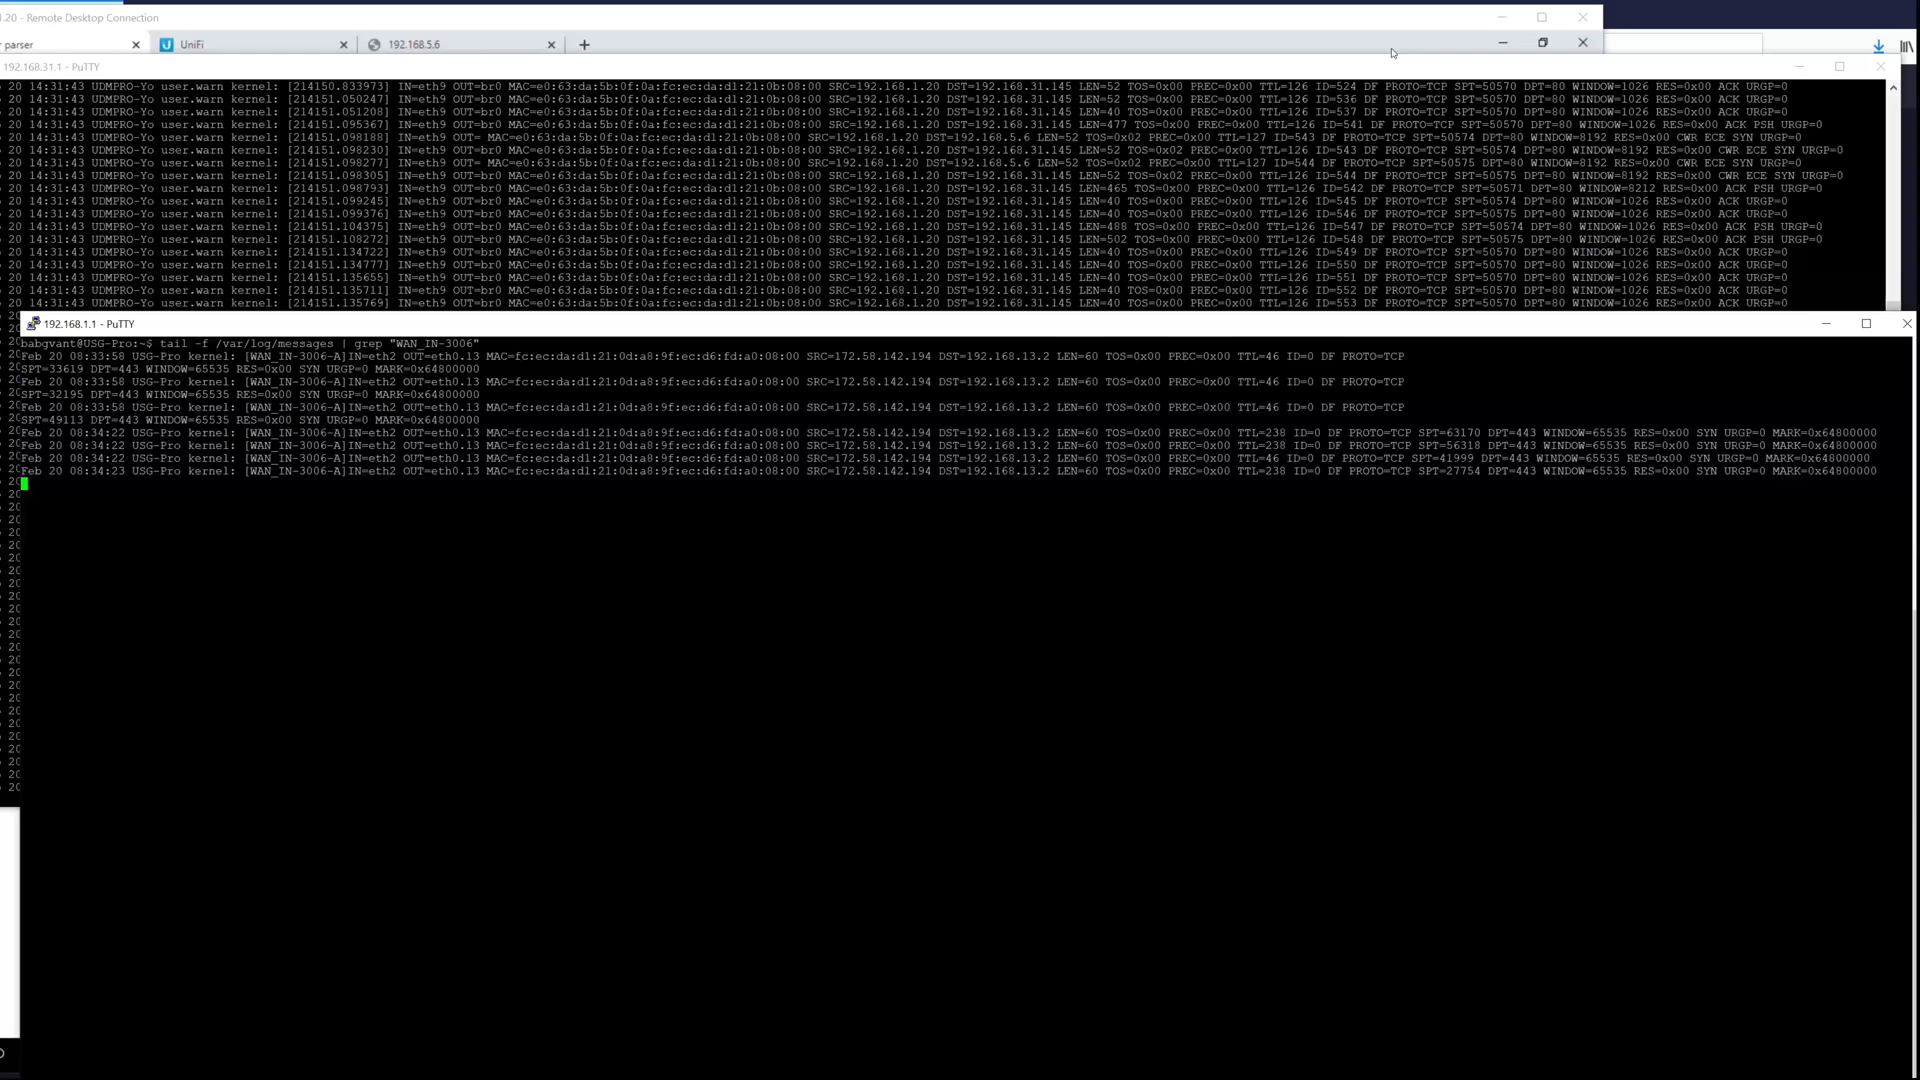 1.20 - Remote Desktop Connection
r parser
UniFi
192.168.5.6
192.168.31.1 - PuTTY
20 14:31:43 UDMPRO-Yo user.warn kernel: [214150.833973] IN=eth9 OUT=br0 MAC=e0:63:da:5b:0f:0a:fc:ec:da:d1:21:0b:08:00 SRC=192.168.1.20 DST=192.168.31.145 LEN=52 TOS=0x00 PREC=0x00 TTL=126 ID=524 DF PROTO=TCP SPT=50570 DPT=80 WINDOW=1026 RES=0x00 ACK URGP=0
20 14:31:43 UDMPRO-Yo user.warn kernel: [214151.050247] IN=eth9 OUT=br0 MAC=e0:63:da:5b:0f:0a:fc:ec:da:d1:21:0b:08:00 SRC=192.168.1.20 DST=192.168.31.145 LEN=52 TOS=0x00 PREC=0x00 TTL=126 ID=536 DF PROTO=TCP SPT=50570 DPT=80 WINDOW=1026 RES=0x00 ACK URGP=0
20 14:31:43 UDMPRO-Yo user.warn kernel: [214151.051208] IN=eth9 OUT=br0 MAC=e0:63:da:5b:0f:0a:fc:ec:da:d1:21:0b:08:00 SRC=192.168.1.20 DST=192.168.31.145 LEN=40 TOS=0x00 PREC=0x00 TTL=126 ID=537 DF PROTO=TCP SPT=50570 DPT=80 WINDOW=1026 RES=0x00 ACK URGP=0
20 14:31:43 UDMPRO-Yo user.warn kernel: [214151.095367] IN=eth9 OUT=br0 MAC=e0:63:da:5b:0f:0a:fc:ec:da:d1:21:0b:08:00 SRC=192.168.1.20 DST=192.168.31.145 LEN=477 TOS=0x00 PREC=0x00 TTL=126 ID=541 DF PROTO=TCP SPT=50570 DPT=80 WINDOW=1026 RES=0x00 ACK PSH URGP=0
20 14:31:43 UDMPRO-Yo user.warn kernel: [214151.098188] IN=eth9 OUT= MAC=e0:63:da:5b:0f:0a:fc:ec:da:d1:21:0b:08:00 SRC=192.168.1.20 DST=192.168.5.6 LEN=52 TOS=0x02 PREC=0x00 TTL=127 ID=543 DF PROTO=TCP SPT=50574 DPT=80 WINDOW=8192 RES=0x00 CWR ECE SYN URGP=0
20 14:31:43 UDMPRO-Yo user.warn kernel: [214151.098230] IN=eth9 OUT=br0 MAC=e0:63:da:5b:0f:0a:fc:ec:da:d1:21:0b:08:00 SRC=192.168.1.20 DST=192.168.31.145 LEN=52 TOS=0x02 PREC=0x00 TTL=126 ID=543 DF PROTO=TCP SPT=50574 DPT=80 WINDOW=8192 RES=0x00 CWR ECE SYN URGP=0
20 14:31:43 UDMPRO-Yo user.warn kernel: [214151.098277] IN=eth9 OUT= MAC=e0:63:da:5b:0f:0a:fc:ec:da:d1:21:0b:08:00 SRC=192.168.1.20 DST=192.168.5.6 LEN=52 TOS=0x02 PREC=0x00 TTL=127 ID=544 DF PROTO=TCP SPT=50575 DPT=80 WINDOW=8192 RES=0x00 CWR ECE SYN URGP=0
20 14:31:43 UDMPRO-Yo user.warn kernel: [214151.098305] IN=eth9 OUT=br0 MAC=e0:63:da:5b:0f:0a:fc:ec:da:d1:21:0b:08:00 SRC=192.168.1.20 DST=192.168.31.145 LEN=52 TOS=0x02 PREC=0x00 TTL=126 ID=544 DF PROTO=TCP SPT=50575 DPT=80 WINDOW=8192 RES=0x00 CWR ECE SYN URGP=0
20 14:31:43 UDMPRO-Yo user.warn kernel: [214151.098793] IN=eth9 OUT=br0 MAC=e0:63:da:5b:0f:0a:fc:ec:da:d1:21:0b:08:00 SRC=192.168.1.20 DST=192.168.31.145 LEN=465 TOS=0x00 PREC=0x00 TTL=126 ID=542 DF PROTO=TCP SPT=50571 DPT=80 WINDOW=8212 RES=0x00 ACK PSH URGP=0
20 14:31:43 UDMPRO-Yo user.warn kernel: [214151.099245] IN=eth9 OUT=br0 MAC=e0:63:da:5b:0f:0a:fc:ec:da:d1:21:0b:08:00 SRC=192.168.1.20 DST=192.168.31.145 LEN=40 TOS=0x00 PREC=0x00 TTL=126 ID=545 DF PROTO=TCP SPT=50574 DPT=80 WINDOW=1026 RES=0x00 ACK URGP=0
20 14:31:43 UDMPRO-Yo user.warn kernel: [214151.099376] IN=eth9 OUT=br0 MAC=e0:63:da:5b:0f:0a:fc:ec:da:d1:21:0b:08:00 SRC=192.168.1.20 DST=192.168.31.145 LEN=40 TOS=0x00 PREC=0x00 TTL=126 ID=546 DF PROTO=TCP SPT=50575 DPT=80 WINDOW=1026 RES=0x00 ACK URGP=0
20 14:31:43 UDMPRO-Yo user.warn kernel: [214151.104375] IN=eth9 OUT=br0 MAC=e0:63:da:5b:0f:0a:fc:ec:da:d1:21:0b:08:00 SRC=192.168.1.20 DST=192.168.31.145 LEN=488 TOS=0x00 PREC=0x00 TTL=126 ID=547 DF PROTO=TCP SPT=50574 DPT=80 WINDOW=1026 RES=0x00 ACK PSH URGP=0
20 14:31:43 UDMPRO-Yo user.warn kernel: [214151.108272] IN=eth9 OUT=br0 MAC=e0:63:da:5b:0f:0a:fc:ec:da:d1:21:0b:08:00 SRC=192.168.1.20 DST=192.168.31.145 LEN=502 TOS=0x00 PREC=0x00 TTL=126 ID=548 DF PROTO=TCP SPT=50575 DPT=80 WINDOW=1026 RES=0x00 ACK PSH URGP=0
20 14:31:43 UDMPRO-Yo user.warn kernel: [214151.134722] IN=eth9 OUT=br0 MAC=e0:63:da:5b:0f:0a:fc:ec:da:d1:21:0b:08:00 SRC=192.168.1.20 DST=192.168.31.145 LEN=40 TOS=0x00 PREC=0x00 TTL=126 ID=549 DF PROTO=TCP SPT=50570 DPT=80 WINDOW=1026 RES=0x00 ACK URGP=0
20 14:31:43 UDMPRO-Yo user.warn kernel: [214151.134777] IN=eth9 OUT=br0 MAC=e0:63:da:5b:0f:0a:fc:ec:da:d1:21:0b:08:00 SRC=192.168.1.20 DST=192.168.31.145 LEN=40 TOS=0x00 PREC=0x00 TTL=126 ID=550 DF PROTO=TCP SPT=50570 DPT=80 WINDOW=1026 RES=0x00 ACK URGP=0
20 14:31:43 UDMPRO-Yo user.warn kernel: [214151.135655] IN=eth9 OUT=br0 MAC=e0:63:da:5b:0f:0a:fc:ec:da:d1:21:0b:08:00 SRC=192.168.1.20 DST=192.168.31.145 LEN=40 TOS=0x00 PREC=0x00 TTL=126 ID=551 DF PROTO=TCP SPT=50570 DPT=80 WINDOW=1026 RES=0x00 ACK URGP=0
20 14:31:43 UDMPRO-Yo user.warn kernel: [214151.135711] IN=eth9 OUT=br0 MAC=e0:63:da:5b:0f:0a:fc:ec:da:d1:21:0b:08:00 SRC=192.168.1.20 DST=192.168.31.145 LEN=40 TOS=0x00 PREC=0x00 TTL=126 ID=552 DF PROTO=TCP SPT=50570 DPT=80 WINDOW=1026 RES=0x00 ACK URGP=0
20 14:31:43 UDMPRO-Yo user.warn kernel: [214151.135769] IN=eth9 OUT=br0 MAC=e0:63:da:5b:0f:0a:fc:ec:da:d1:21:0b:08:00 SRC=192.168.1.20 DST=192.168.31.145 LEN=40 TOS=0x00 PREC=0x00 TTL=126 ID=553 DF PROTO=TCP SPT=50570 DPT=80 WINDOW=1026 RES=0x00 ACK URGP=0
192.168.1.1 - PuTTY
babgvant@USG-Pro:~$ tail -f /var/log/messages | grep "WAN_IN-3006"
Feb 20 08:33:58 USG-Pro kernel: [WAN_IN-3006-A]IN=eth2 OUT=eth0.13 MAC=fc:ec:da:d1:21:0d:a8:9f:ec:d6:fd:0a:08:00 SRC=172.58.142.194 DST=192.168.13.2 LEN=60 TOS=0x00 PREC=0x00 TTL=46 ID=0 DF PROTO=TCP
SPT=33619 DPT=443 WINDOW=65535 RES=0x00 SYN URGP=0 MARK=0x64800000
Feb 20 08:33:58 USG-Pro kernel: [WAN_IN-3006-A]IN=eth2 OUT=eth0.13 MAC=fc:ec:da:d1:21:0d:a8:9f:ec:d6:fd:0a:08:00 SRC=172.58.142.194 DST=192.168.13.2 LEN=60 TOS=0x00 PREC=0x00 TTL=46 ID=0 DF PROTO=TCP
SPT=32195 DPT=443 WINDOW=65535 RES=0x00 SYN URGP=0 MARK=0x64800000
Feb 20 08:33:58 USG-Pro kernel: [WAN_IN-3006-A]IN=eth2 OUT=eth0.13 MAC=fc:ec:da:d1:21:0d:a8:9f:ec:d6:fd:0a:08:00 SRC=172.58.142.194 DST=192.168.13.2 LEN=60 TOS=0x00 PREC=0x00 TTL=46 ID=0 DF PROTO=TCP
SPT=49113 DPT=443 WINDOW=65535 RES=0x00 SYN URGP=0 MARK=0x64800000
Feb 20 08:34:22 USG-Pro kernel: [WAN_IN-3006-A]IN=eth2 OUT=eth0.13 MAC=fc:ec:da:d1:21:0d:a8:9f:ec:d6:fd:0a:08:00 SRC=172.58.142.194 DST=192.168.13.2 LEN=60 TOS=0x00 PREC=0x00 TTL=238 ID=0 DF PROTO=TCP SPT=63170 DPT=443 WINDOW=65535 RES=0x00 SYN URGP=0 MARK=0x64800000
Feb 20 08:34:22 USG-Pro kernel: [WAN_IN-3006-A]IN=eth2 OUT=eth0.13 MAC=fc:ec:da:d1:21:0d:a8:9f:ec:d6:fd:0a:08:00 SRC=172.58.142.194 DST=192.168.13.2 LEN=60 TOS=0x00 PREC=0x00 TTL=238 ID=0 DF PROTO=TCP SPT=56318 DPT=443 WINDOW=65535 RES=0x00 SYN URGP=0 MARK=0x64800000
Feb 20 08:34:22 USG-Pro kernel: [WAN_IN-3006-A]IN=eth2 OUT=eth0.13 MAC=fc:ec:da:d1:21:0d:a8:9f:ec:d6:fd:0a:08:00 SRC=172.58.142.194 DST=192.168.13.2 LEN=60 TOS=0x00 PREC=0x00 TTL=46 ID=0 DF PROTO=TCP SPT=41999 DPT=443 WINDOW=65535 RES=0x00 SYN URGP=0 MARK=0x64800000
Feb 20 08:34:23 USG-Pro kernel: [WAN_IN-3006-A]IN=eth2 OUT=eth0.13 MAC=fc:ec:da:d1:21:0d:a8:9f:ec:d6:fd:0a:08:00 SRC=172.58.142.194 DST=192.168.13.2 LEN=60 TOS=0x00 PREC=0x00 TTL=238 ID=0 DF PROTO=TCP SPT=27754 DPT=443 WINDOW=65535 RES=0x00 SYN URGP=0 MARK=0x64800000